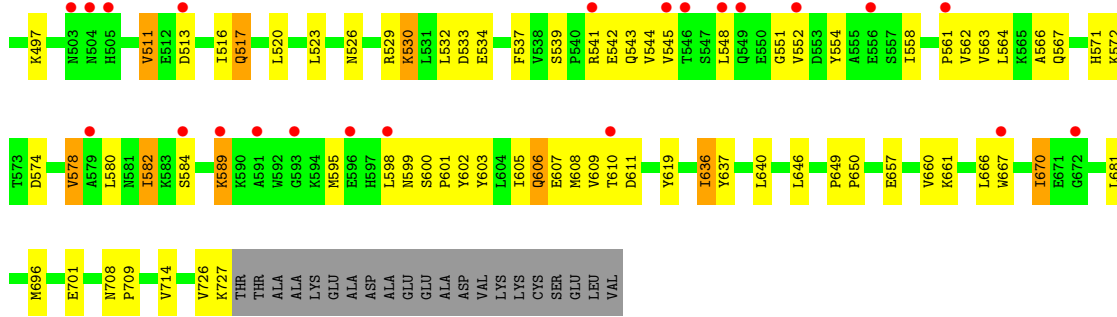 K497 N503 N504 H505 V511 E512 D513 I516 Q517 L520 L523 N526 R529 K530 L531 L532 D533 E534 F537 V538 S539 P540 R541 E542 Q543 V544 V545 T546 S547 L548 Q549 E550 G551 V552 D553 Y554 A555 E556 S557 I558 P561 V562 V563 L564 K565 A566 Q567 H571 K572
T573 D574 V578 A579 L580 N581 I582 K583 S584 K589 K590 A591 W592 G593 K594 M595 E596 H597 L598 N599 S600 P601 Y602 Y603 L604 I605 Q606 E607 M608 V609 T610 D611 Y619 I636 Y637 L640 L646 P649 P650 E657 V660 K661 L666 W667 I670 E671 G672
M696 E701 N708 P709 V714 V726 K727 THR THR ALA ALA LYS GLU ALA ASP ALA GLU GLU ALA ASP VAL LYS LYS CYS SER GLU LEU VAL